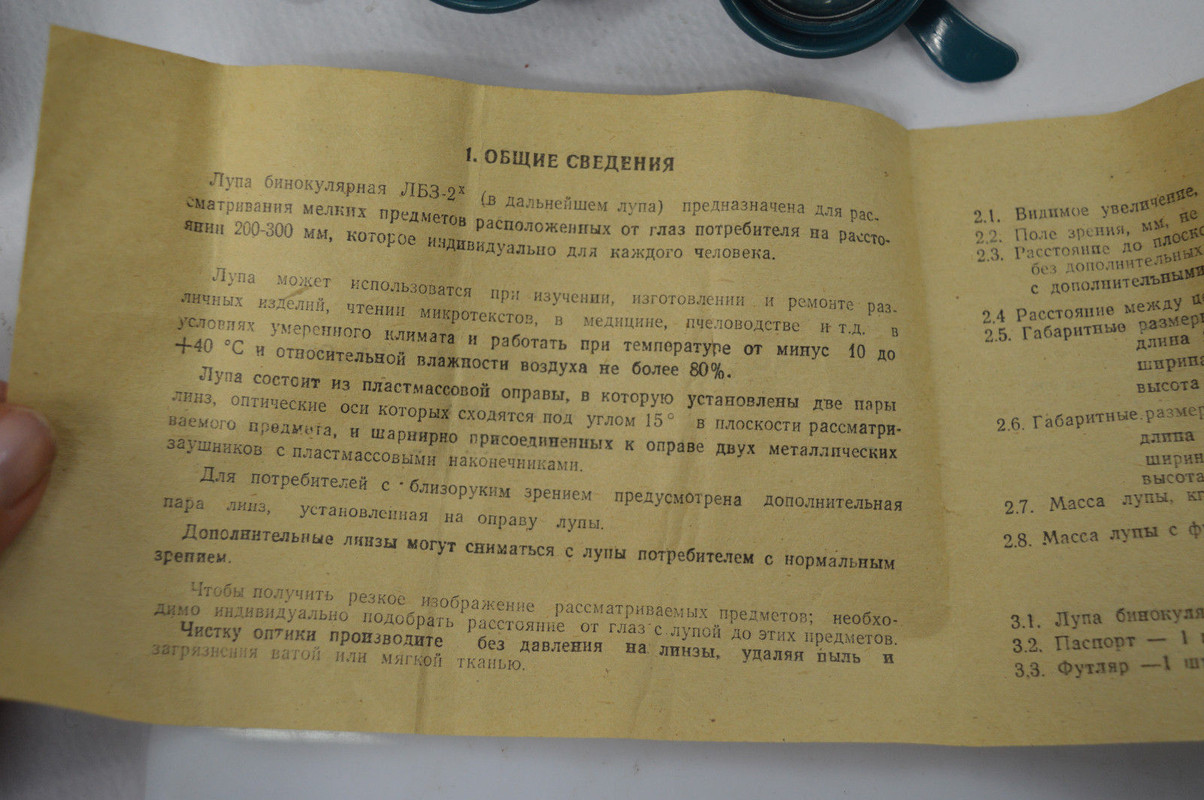 1. ОБЩИЕ СВЕДЕНИЯ
Лупа бинокулярная ЛБЗ-2х (в дальнейшем лупа) предназначена для рас-
сматривания мелких предметов расположенных от глаз потребителя на рассто-
янии 200-300 мм, которое индивидуально для каждого человека.
Лупа может использоватся при изучении, изготовлении и ремонте раз-
личных изделий, чтении микротекстов, в медицине, пчеловодстве и т.д. в
условиях умеренного климата и работать при температуре от минус 10 до
+40 °С и относительной влажности воздуха не более 80%.
Лупа состоит из пластмассовой оправы, в которую установлены две пары
линз, оптические оси которых сходятся под углом 15° в плоскости рассматри-
ваемого предмета, и шарнирно присоединенных к оправе двух металлических
заушников с пластмассовыми наконечниками.
Для потребителей с близоруким зрением предусмотрена дополнительная
пара линз, установленная на оправу лупы.
Дополнительные линзы могут сниматься с лупы потребителем с нормальным
зрением.
Чтобы получить резкое изображение рассматриваемых предметов; необхо-
димо индивидуально подобрать расстояние от глаз с лупой до этих предметов.
Чистку оптики производите без давления на линзы, удаляя пыль и
загрязнения ватой или мягкой тканью.
2.1. Видимое увеличение,
2.2. Поле зрения, мм, не
2.3. Расстояние до плоско
без дополнительных
с дополнительными
2.4 Расстояние между
2.5. Габаритные размеры
длина
ширина
высота
2.6. Габаритные размер
длина
ширин
высота
2.7. Масса лупы, кг
2.8. Масса лупы с ф
3.1. Лупа бинокуля
3.2. Паспорт — 1
3.3. Футляр —1 шт